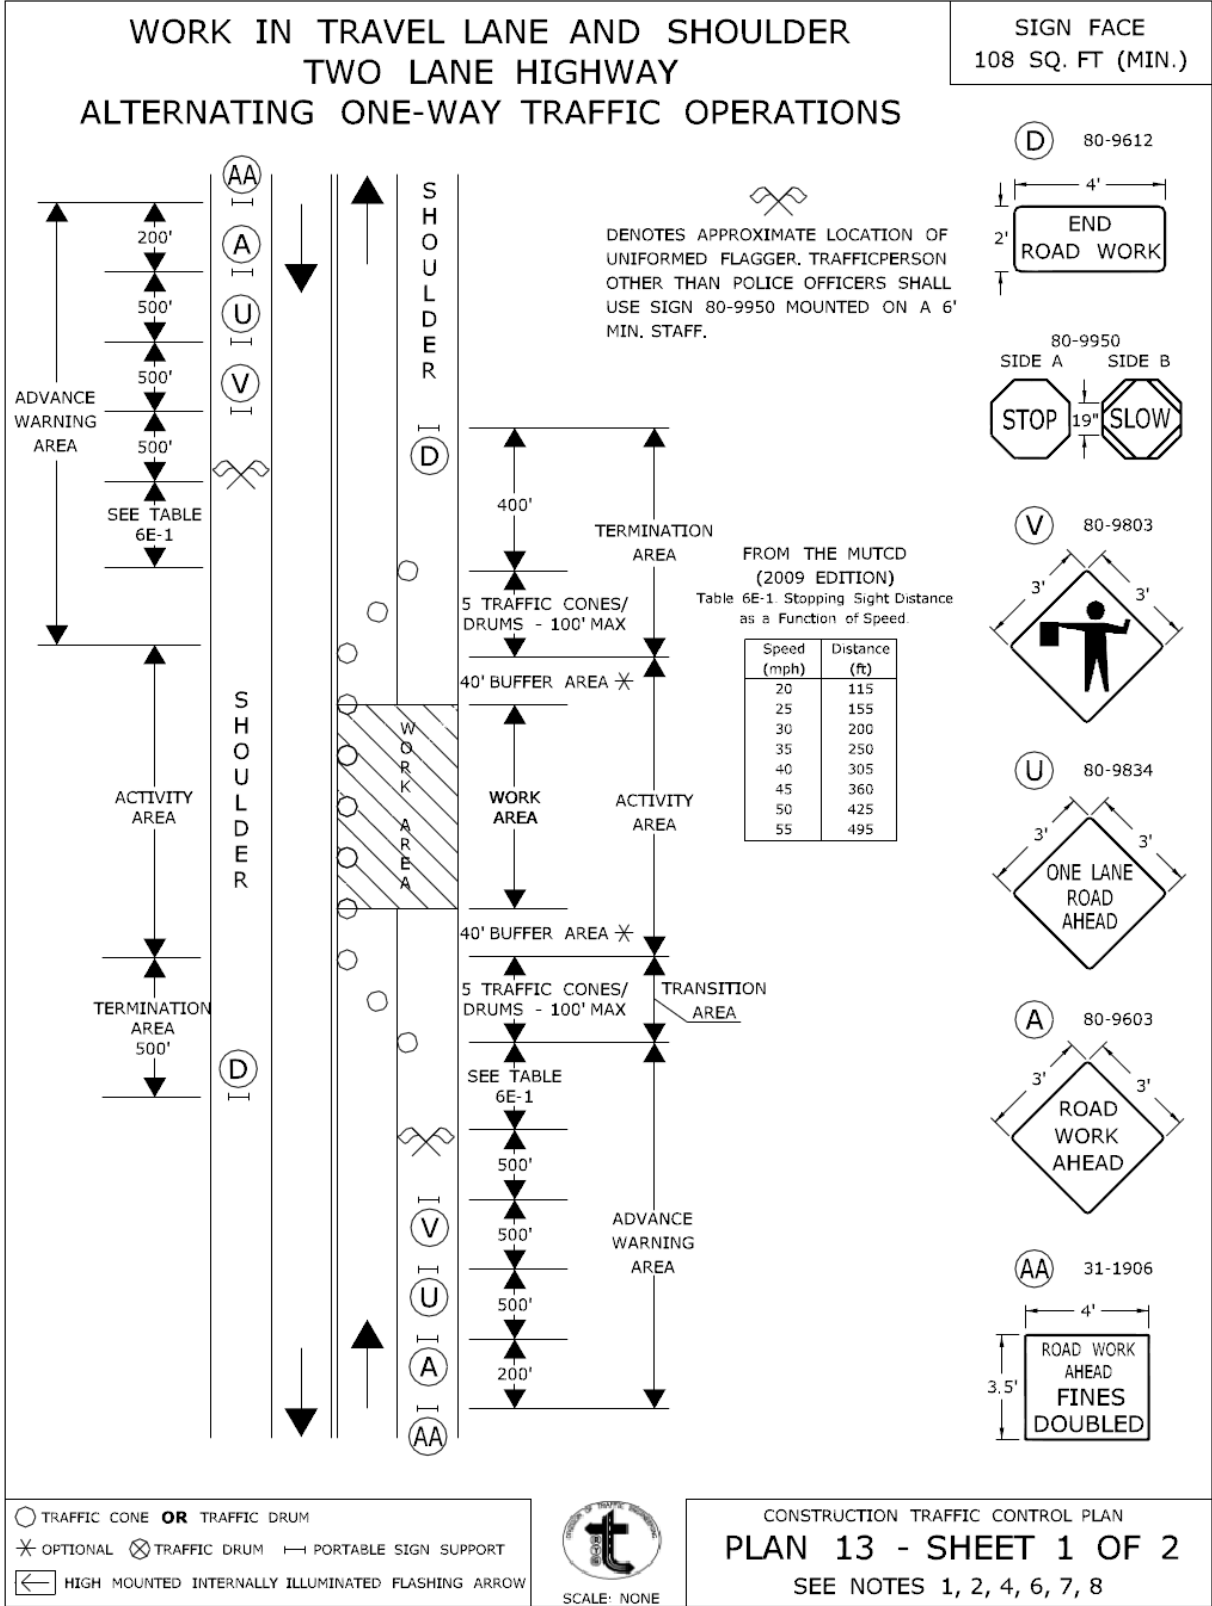 WORK IN TRAVEL LANE AND SHOULDER
TWO LANE HIGHWAY
ALTERNATING ONE-WAY TRAFFIC OPERATIONS
SIGN FACE
108 SQ. FT (MIN.)
AA
200'
A
500'
U
500'
V
500'
ADVANCE
WARNING
AREA
SEE TABLE
6E-1
SHOULDER
ACTIVITY
AREA
TERMINATION
AREA
500'
D
SHOULDER
D
400'
TERMINATION
AREA
5 TRAFFIC CONES/
DRUMS - 100' MAX
40' BUFFER AREA *
WORK AREA
WORK
AREA
ACTIVITY
AREA
40' BUFFER AREA *
5 TRAFFIC CONES/
DRUMS - 100' MAX
TRANSITION
AREA
SEE TABLE
6E-1
500'
V
500'
U
500'
A
200'
AA
ADVANCE
WARNING
AREA
DENOTES APPROXIMATE LOCATION OF
UNIFORMED FLAGGER. TRAFFICPERSON
OTHER THAN POLICE OFFICERS SHALL
USE SIGN 80-9950 MOUNTED ON A 6'
MIN. STAFF.
FROM THE MUTCD
(2009 EDITION)
Table 6E-1. Stopping Sight Distance
as a Function of Speed.
Speed Distance
(mph) (ft)
20 115
25 155
30 200
35 250
40 305
45 360
50 425
55 495
D 80-9612
4'
2'
END
ROAD WORK
80-9950
SIDE A SIDE B
STOP 19" SLOW
V 80-9803
3' 3'
U 80-9834
3' 3'
ONE LANE
ROAD
AHEAD
A 80-9603
3' 3'
ROAD
WORK
AHEAD
AA 31-1906
4'
3.5'
ROAD WORK
AHEAD
FINES
DOUBLED
TRAFFIC CONE OR TRAFFIC DRUM
* OPTIONAL TRAFFIC DRUM PORTABLE SIGN SUPPORT
HIGH MOUNTED INTERNALLY ILLUMINATED FLASHING ARROW
SCALE: NONE
CONSTRUCTION TRAFFIC CONTROL PLAN
PLAN 13 - SHEET 1 OF 2
SEE NOTES 1, 2, 4, 6, 7, 8